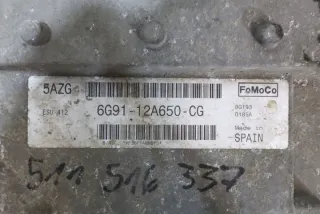 5AZG
FoMoCo
6G91-12A650-CG
ESU-412
Made in
SPAIN
511 516 337